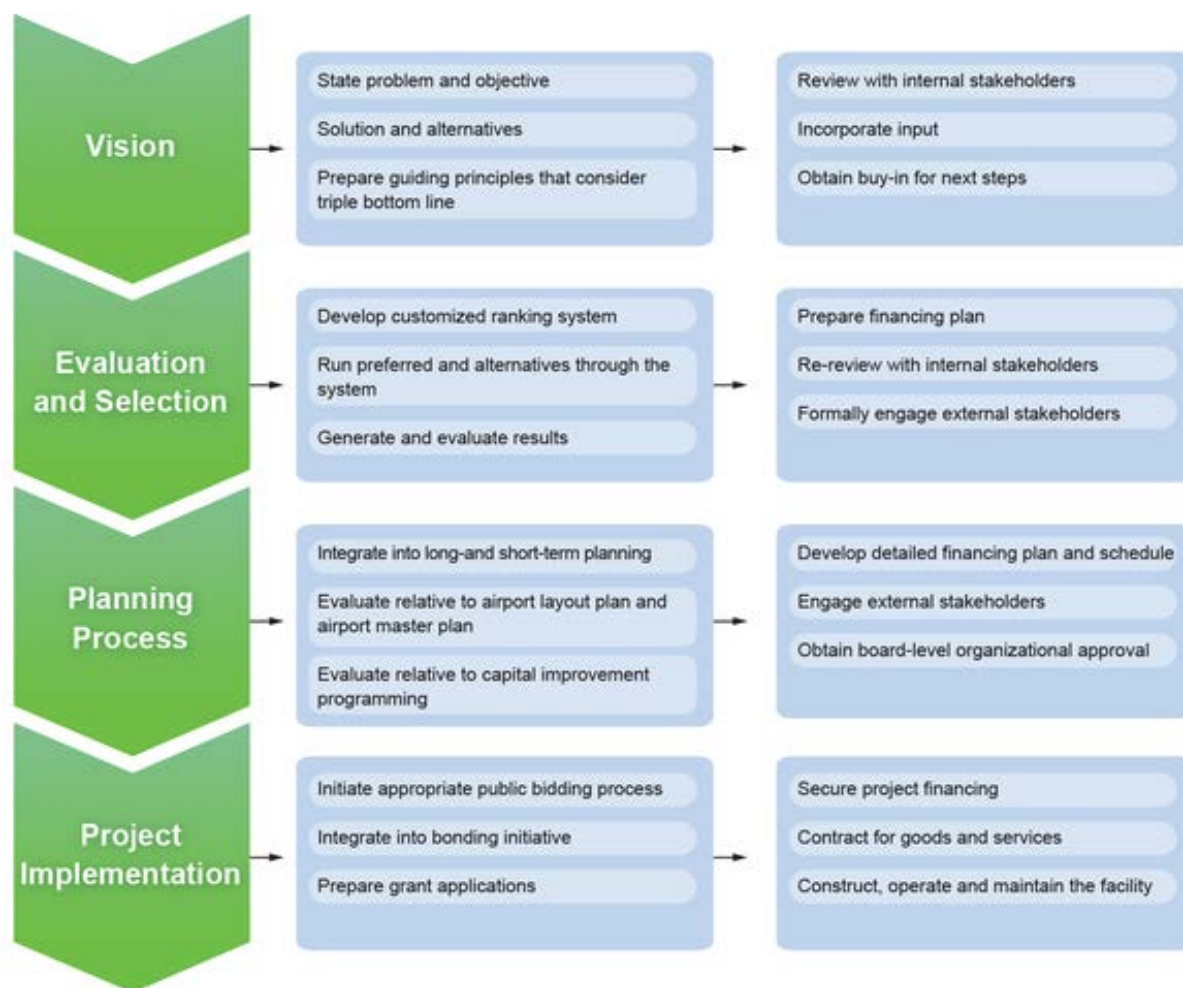 Vision
State problem and objective
Solution and alternatives
Prepare guiding principles that consider
triple bottom line
Review with internal stakeholders
Incorporate input
Obtain buy-in for next steps
Evaluation
and Selection
Develop customized ranking system
Run preferred and alternatives through the
system
Generate and evaluate results
Prepare financing plan
Re-review with internal stakeholders
Formally engage external stakeholders
Planning
Process
Integrate into long-and short-term planning
Evaluate relative to airport layout plan and
airport master plan
Evaluate relative to capital improvement
programming
Develop detailed financing plan and schedule
Engage external stakeholders
Obtain board-level organizational approval
Project
Implementation
Initiate appropriate public bidding process
Integrate into bonding initiative
Prepare grant applications
Secure project financing
Contract for goods and services
Construct, operate and maintain the facility